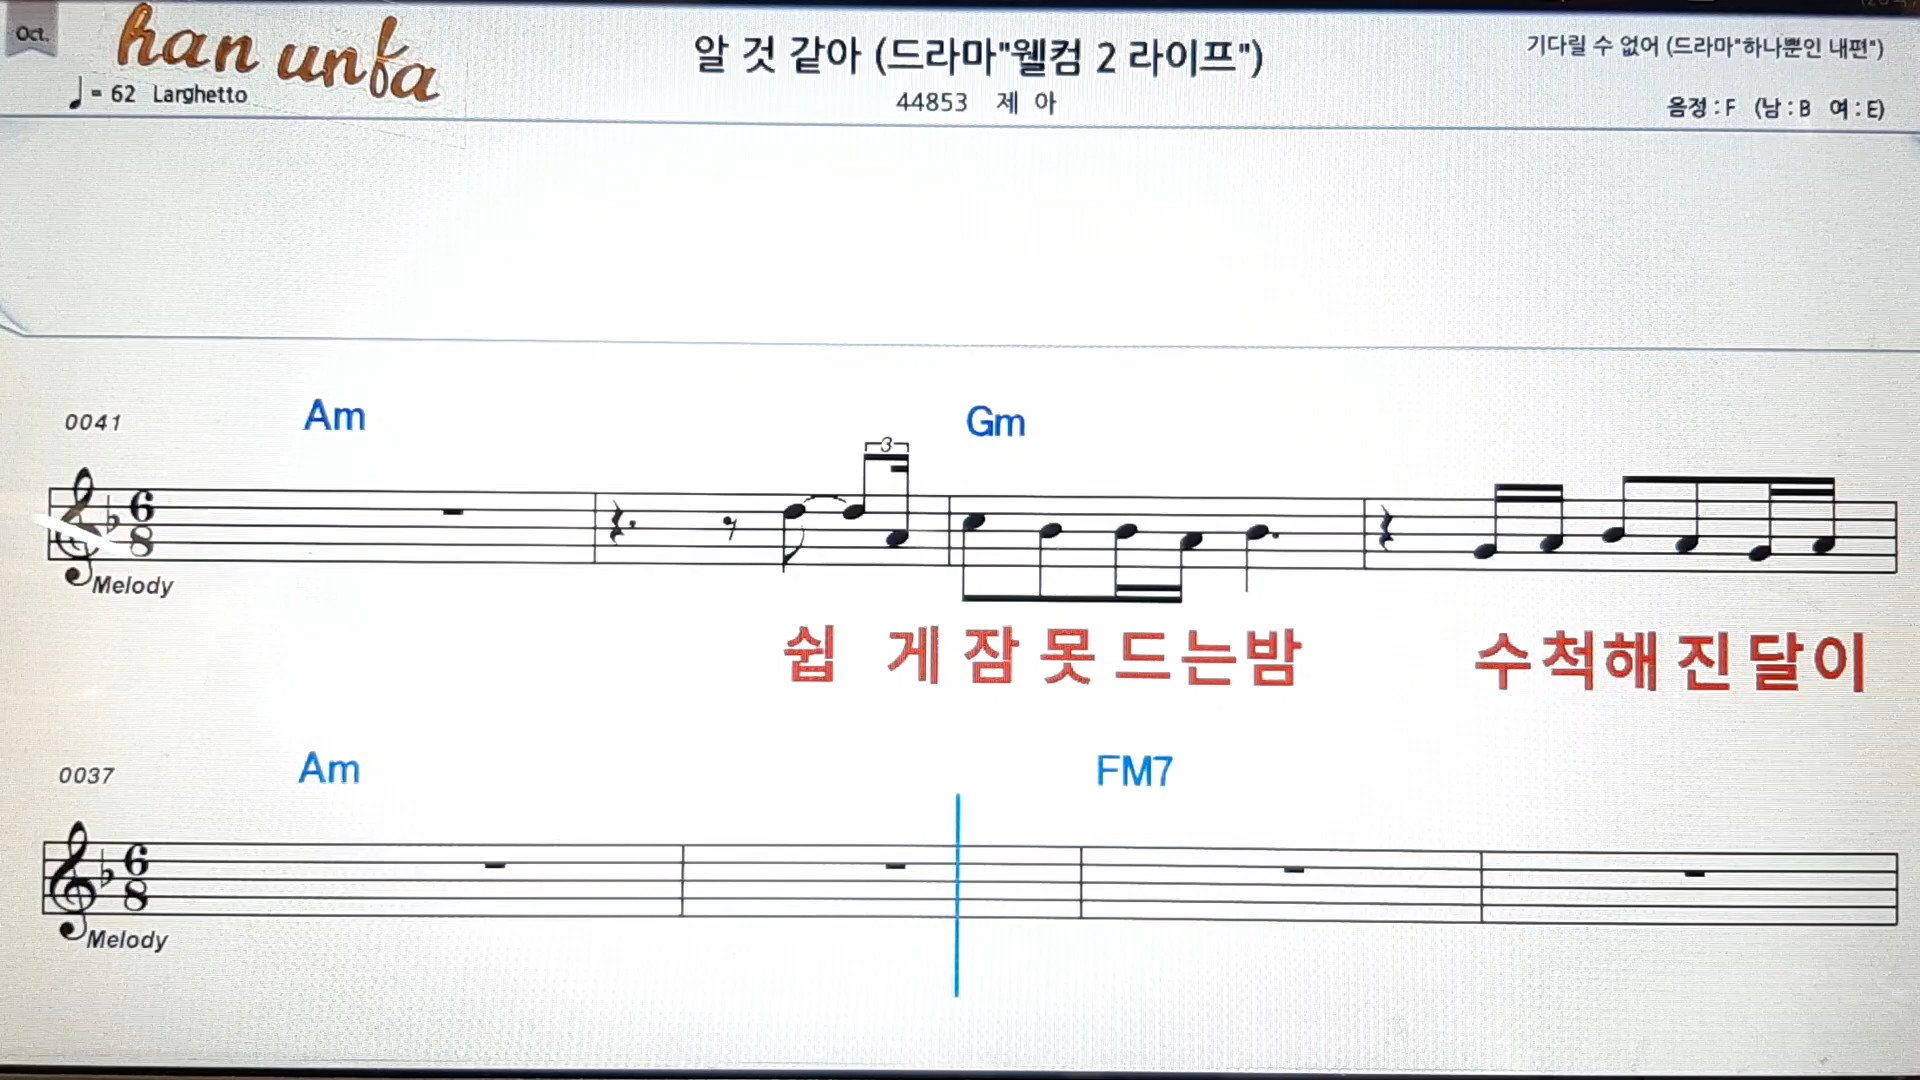 Oct.
han unfa
♩= 62 Larghetto
알 것 같아 (드라마"웰컴 2 라이프")
44853 제 아
기다릴 수 없어 (드라마"하나뿐인 내편")
음정 : F (남 : B 여 : E)
0041 Am Gm
3
6
8
Melody
쉽 게 잠 못 드는밤 수척해 진 달이
0037 Am FM7
6
8
Melody